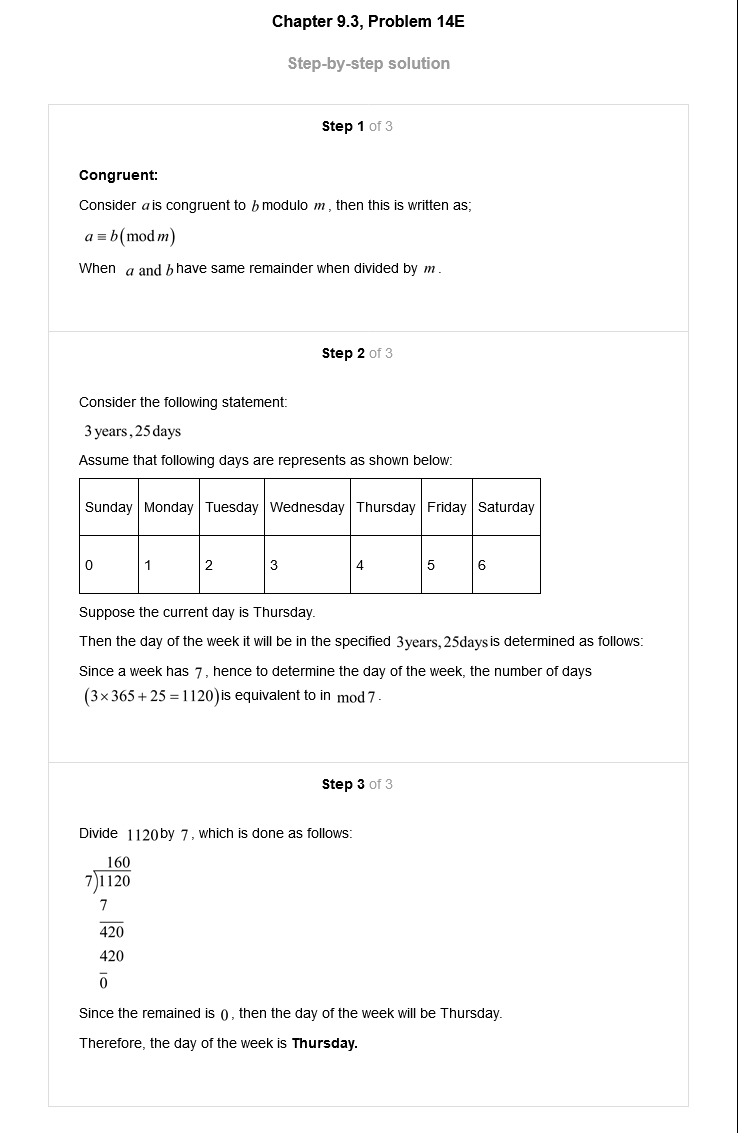 Chapter 9.3, Problem 14E
Step-by-step solution
Step 1 of 3
Congruent:
Consider a is congruent to b modulo m, then this is written as;
a ≡ b(mod m)
When a and b have same remainder when divided by m.
Step 2 of 3
Consider the following statement:
3 years, 25 days
Assume that following days are represents as shown below:
Sunday Monday Tuesday Wednesday Thursday Friday Saturday
0 1 2 3 4 5 6
Suppose the current day is Thursday.
Then the day of the week it will be in the specified 3years, 25days is determined as follows:
Since a week has 7, hence to determine the day of the week, the number of days
(3×365+25=1120) is equivalent to in mod 7.
Step 3 of 3
Divide 1120 by 7, which is done as follows:
160
7)1120
7
420
420
0
Since the remained is 0, then the day of the week will be Thursday.
Therefore, the day of the week is Thursday.